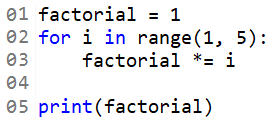 01 factorial = 1
02 for i in range(1, 5):
03     factorial *= i
04
05 print(factorial)